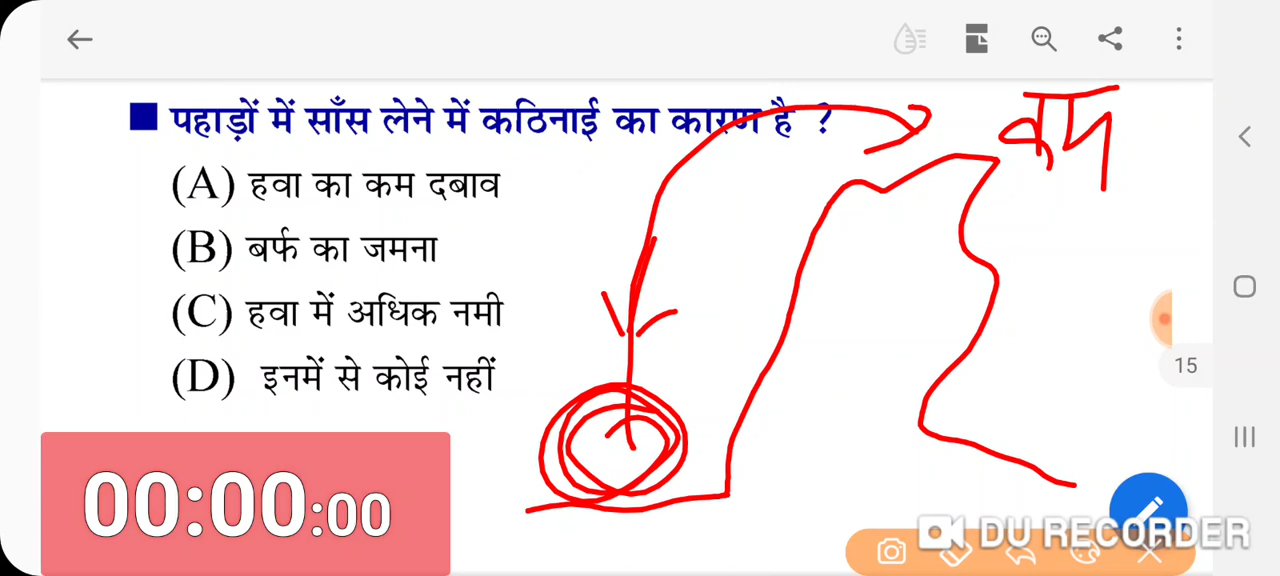 पहाड़ों में साँस लेने में कठिनाई का कारण है ?
कम
(A) हवा का कम दबाव
(B) बर्फ का जमना
(C) हवा में अधिक नमी
(D) इनमें से कोई नहीं
15
00:00:00
DU RECORDER